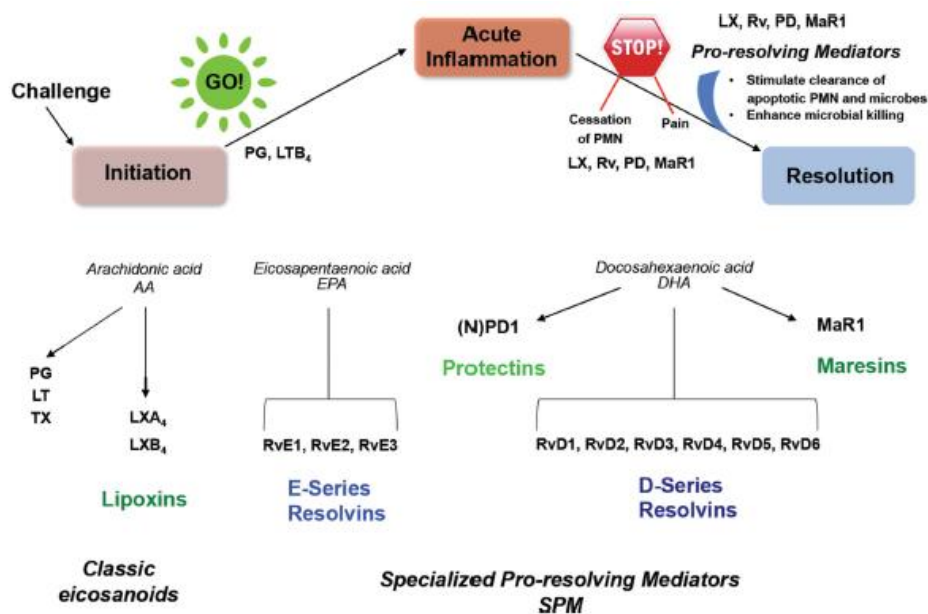 LX, Rv, PD, MaR1
Pro-resolving Mediators
• Stimulate clearance of
apoptotic PMN and microbes
• Enhance microbial killing
Acute
Inflammation
STOP!
GO!
Challenge
Cessation
of PMN
Pain
PG, LTB₄
LX, Rv, PD, MaR1
Initiation
Resolution
Arachidonic acid
AA
Eicosapentaenoic acid
EPA
Docosahexaenoic acid
DHA
(N)PD1
MaR1
Protectins
Maresins
PG
LT
TX
LXA₄
LXB₄
RvE1, RvE2, RvE3
RvD1, RvD2, RvD3, RvD4, RvD5, RvD6
Lipoxins
E-Series
Resolvins
D-Series
Resolvins
Classic
eicosanoids
Specialized Pro-resolving Mediators
SPM